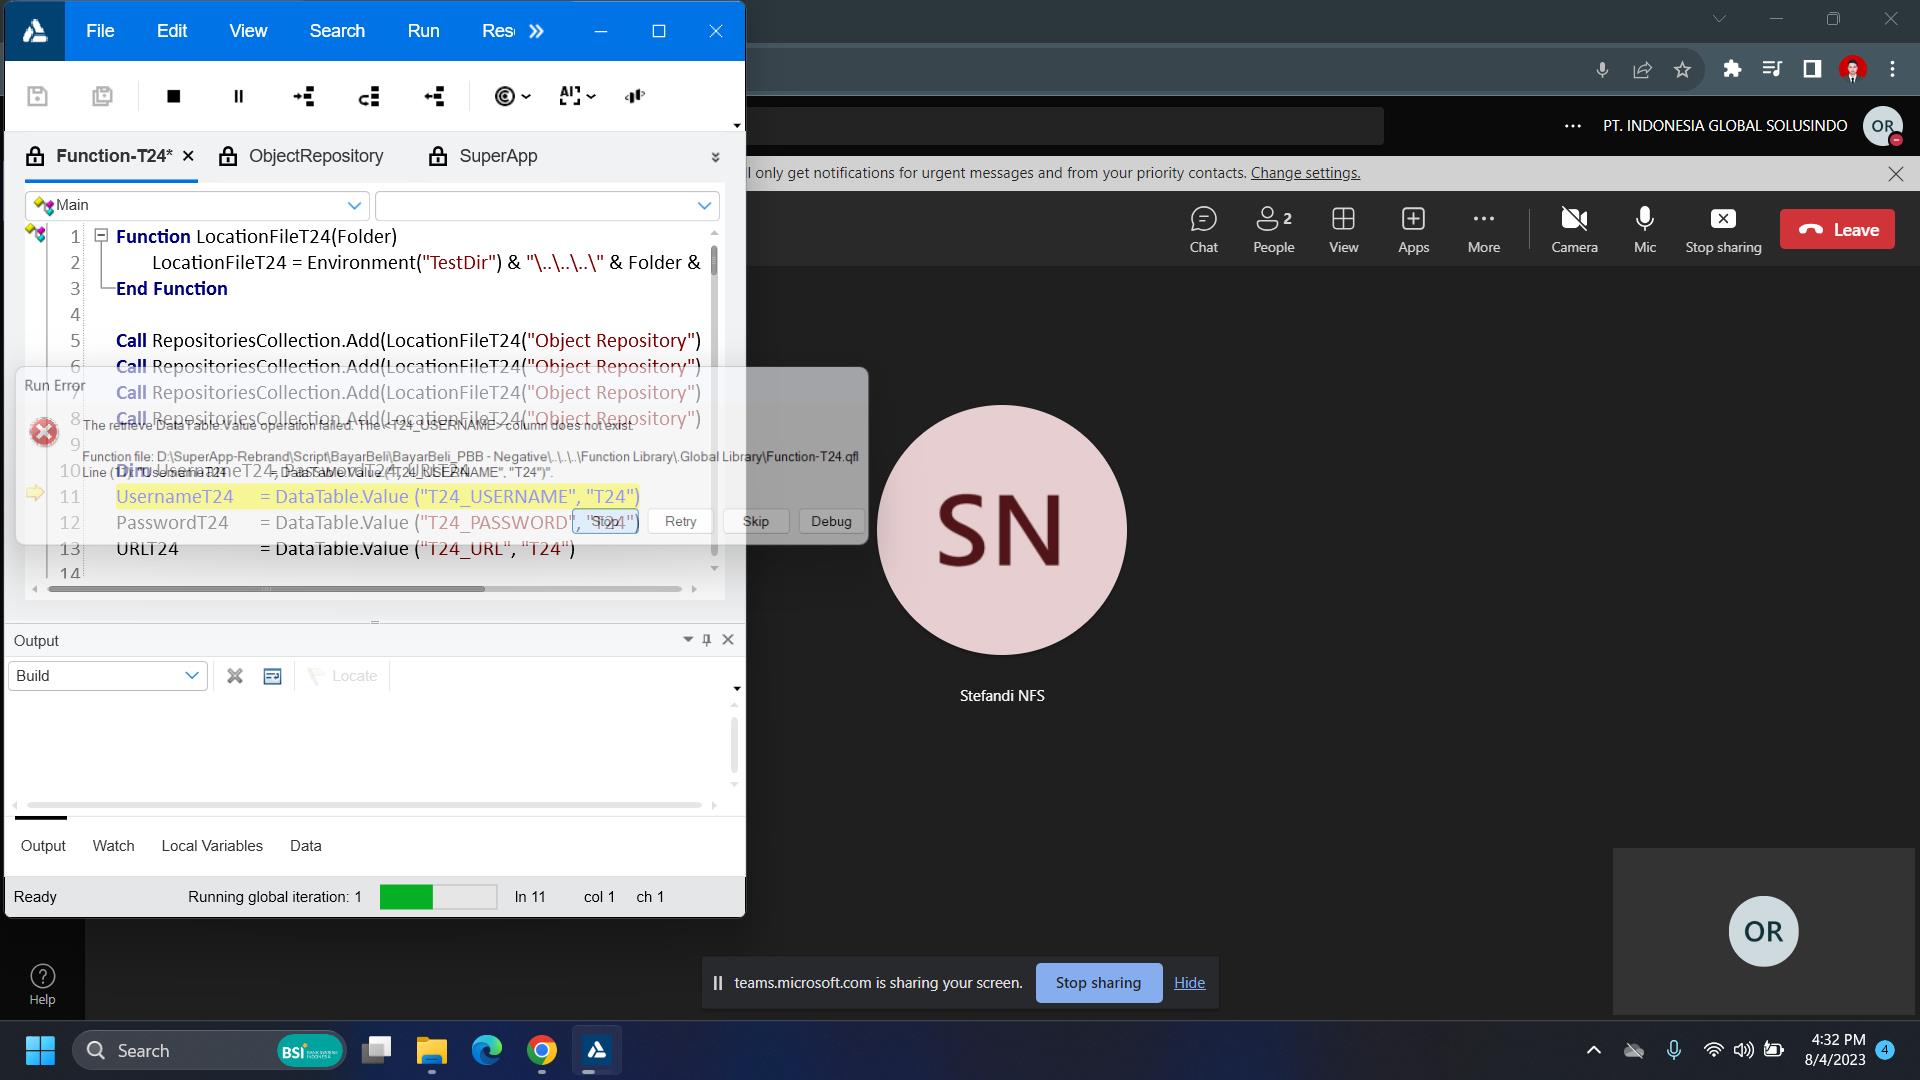 File Edit View Search Run Res
Function-T24*
ObjectRepository
SuperApp
Main
1 Function LocationFileT24(Folder)
2 LocationFileT24 = Environment("TestDir") & "\..\..\..\" & Folder &
3 End Function
4
5 Call RepositoriesCollection.Add(LocationFileT24("Object Repository")
6 Call RepositoriesCollection.Add(LocationFileT24("Object Repository")
7 Call RepositoriesCollection.Add(LocationFileT24("Object Repository")
8 Call RepositoriesCollection.Add(LocationFileT24("Object Repository")
9
10 Dim UsernameT24, PasswordT24, URLT24
11 UsernameT24 = DataTable.Value ("T24_USERNAME", "T24")
12 PasswordT24 = DataTable.Value ("T24_PASSWORD", "T24")
13 URLT24 = DataTable.Value ("T24_URL", "T24")
14
Run Error
The retrieve DataTable.Value operation failed. The <T24_USERNAME> column does not exist.
Function file: D:\SuperApp-Rebrand\Script\BayarBeli\BayarBeli_PBB - Negative\..\..\..\Function Library\.Global Library\Function-T24.qfl
Line (11): "UsernameT24 = DataTable.Value ("T24_USERNAME", "T24")".
Stop Retry Skip Debug
Output
Build
Locate
Output Watch Local Variables Data
Ready Running global iteration: 1 ln 11 col 1 ch 1
PT. INDONESIA GLOBAL SOLUSINDO
OR
l only get notifications for urgent messages and from your priority contacts. Change settings.
2
Chat People View Apps More Camera Mic Stop sharing Leave
SN
Stefandi NFS
OR
Help
teams.microsoft.com is sharing your screen. Stop sharing Hide
Search
BSI
4:32 PM
8/4/2023
4